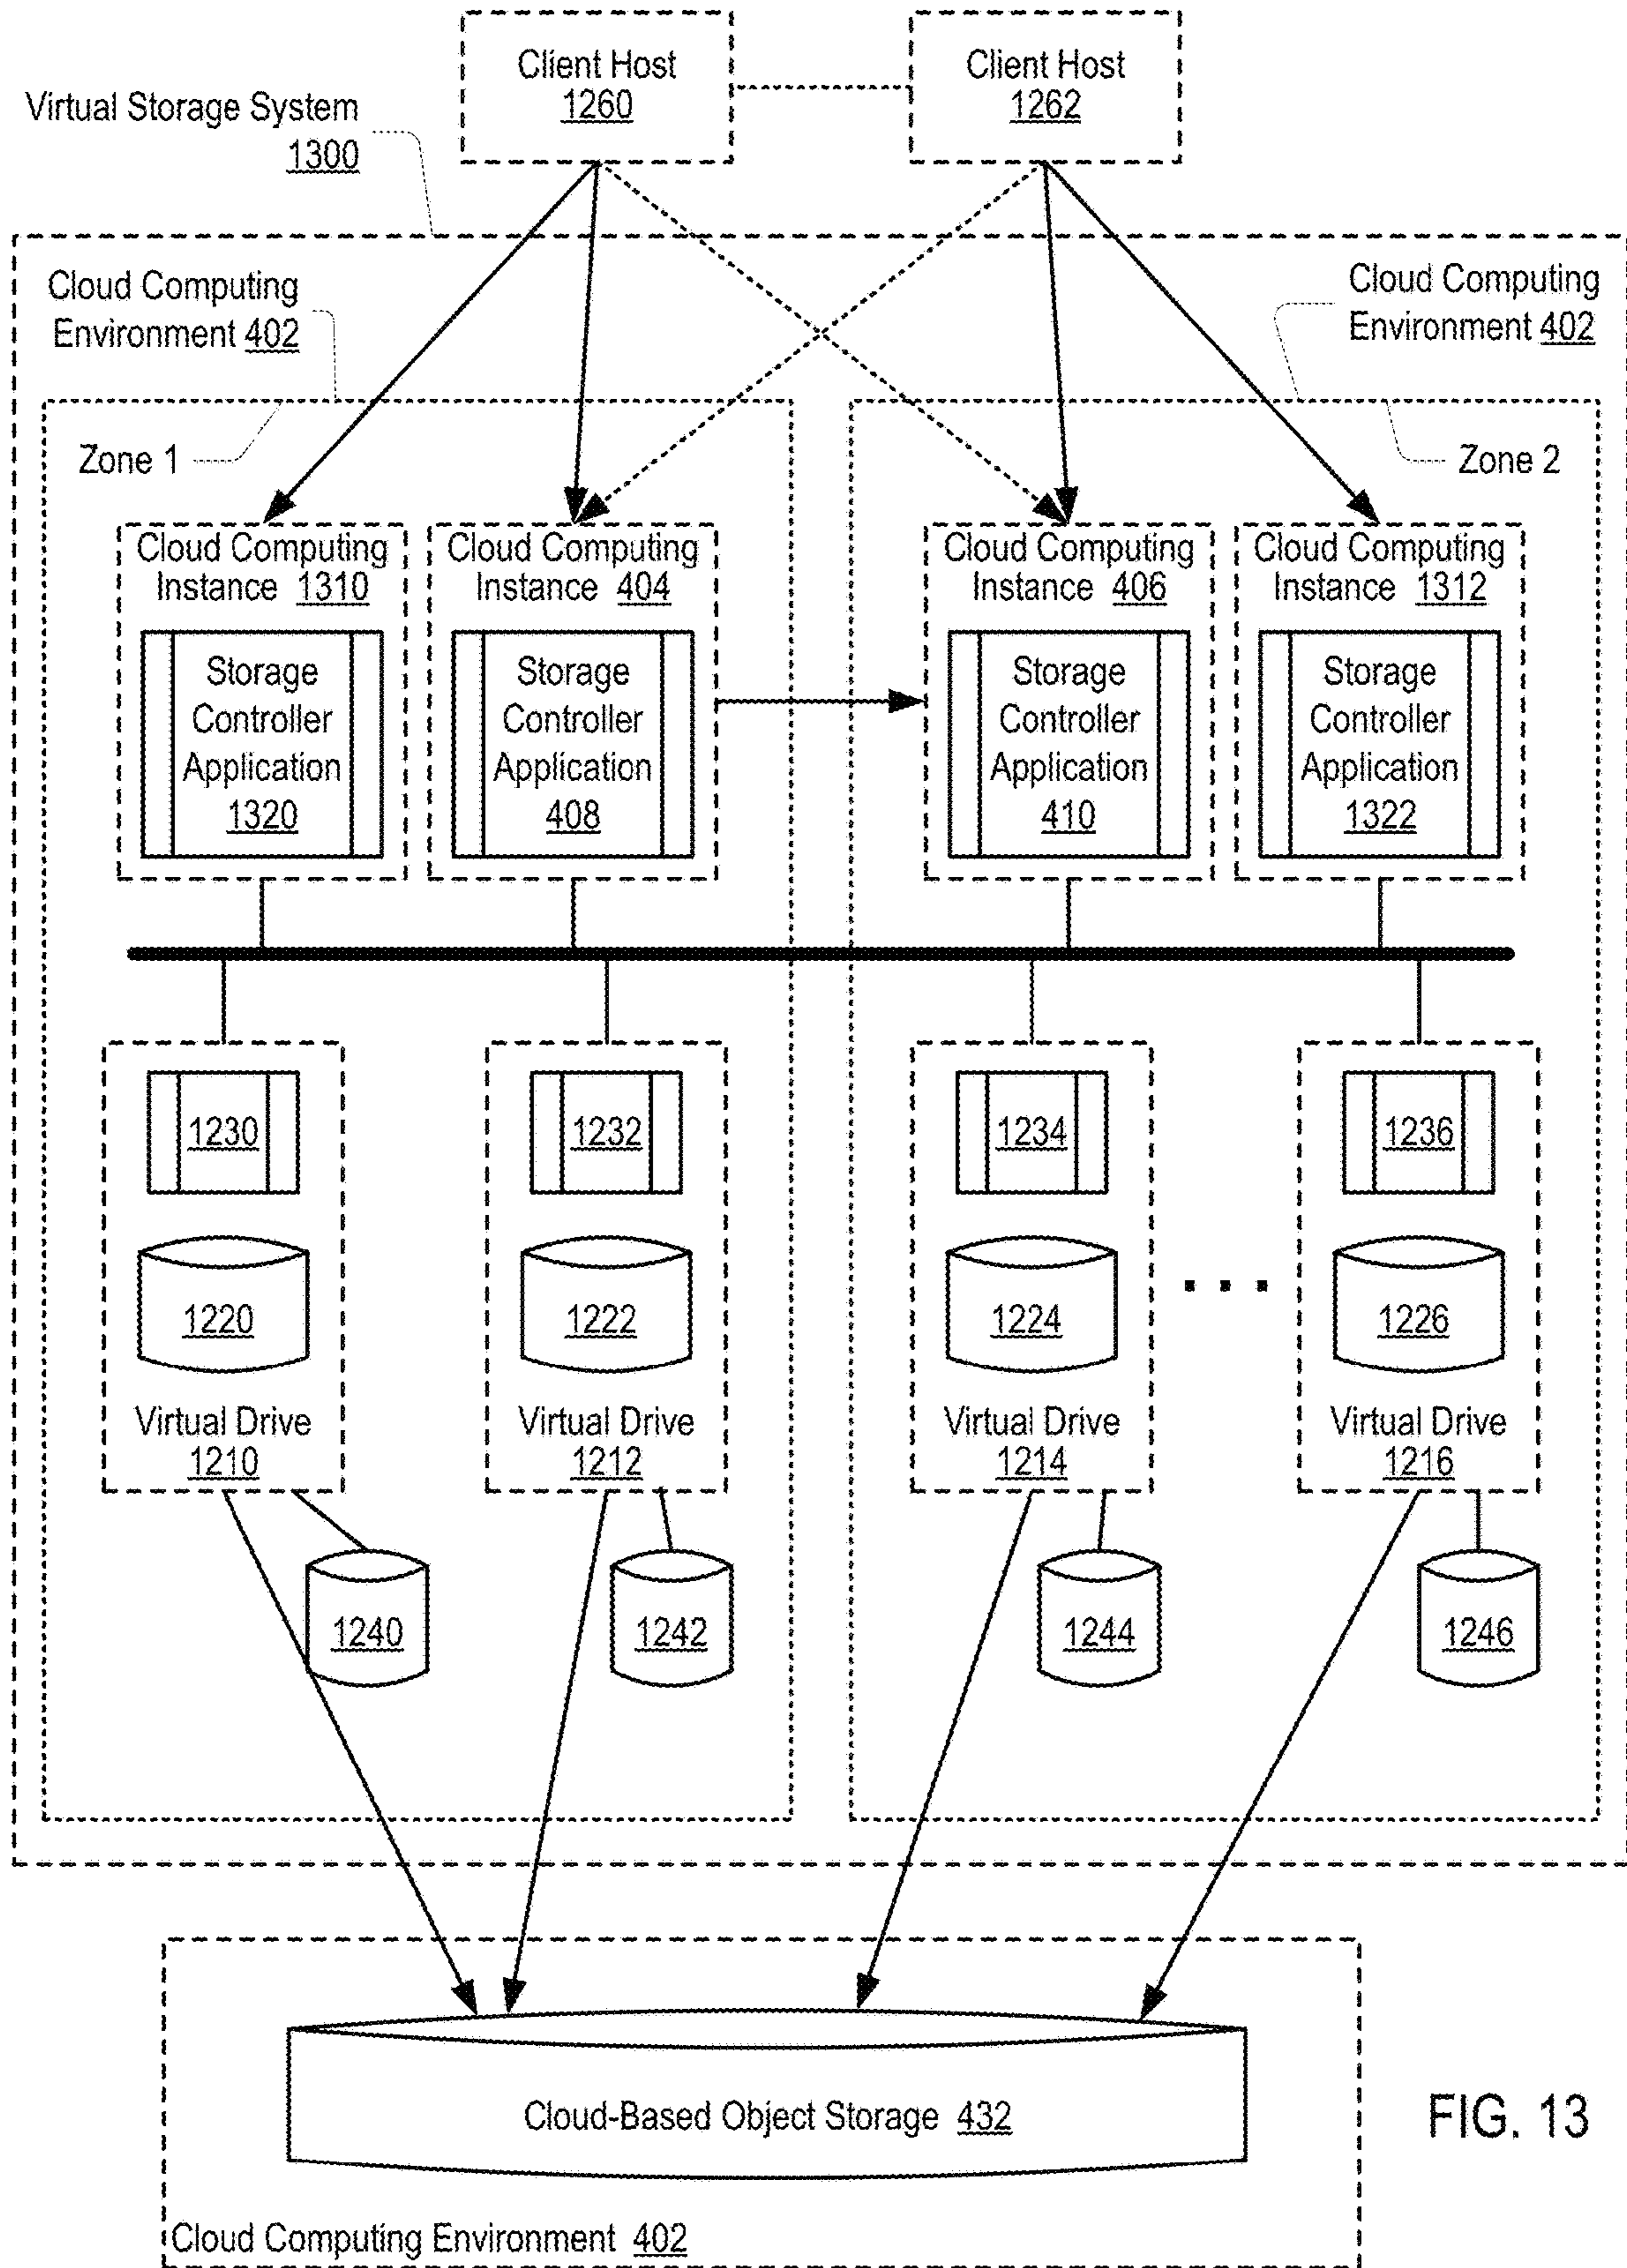 Client Host
1260
Client Host
1262
Virtual Storage System
1300
Cloud Computing
Environment 402
Cloud Computing
Environment 402
Zone 1
Zone 2
Cloud Computing
Instance 1310
Storage
Controller
Application
1320
Cloud Computing
Instance 404
Storage
Controller
Application
408
Cloud Computing
Instance 406
Storage
Controller
Application
410
Cloud Computing
Instance 1312
Storage
Controller
Application
1322
1230
1220
Virtual Drive
1210
1232
1222
Virtual Drive
1212
1234
1224
Virtual Drive
1214
. . .
1236
1226
Virtual Drive
1216
1240
1242
1244
1246
Cloud-Based Object Storage 432
Cloud Computing Environment 402
FIG. 13